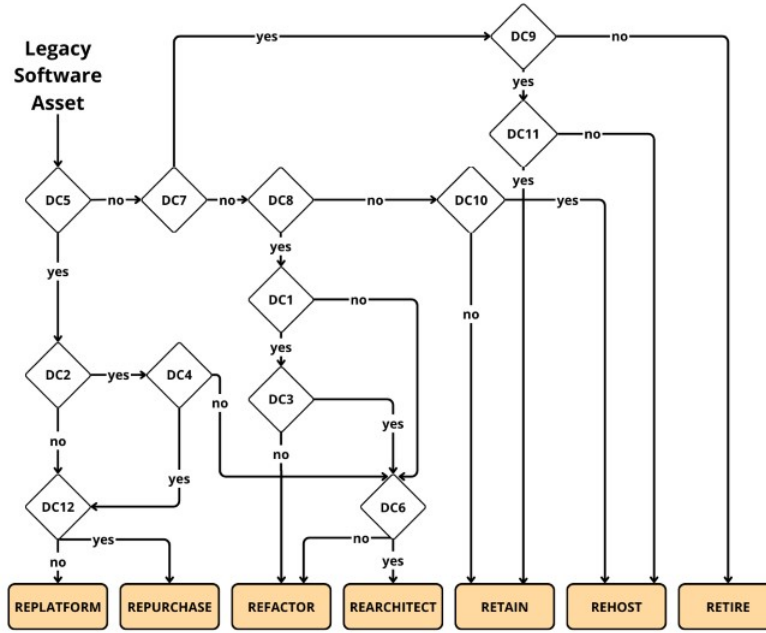 yes
DC9
no
Legacy
Software
Asset
yes
DC11
no
yes
DC5
no
DC7
no
DC8
no
DC10
yes
yes
yes
DC1
no
no
yes
DC2
yes
DC4
no
DC3
yes
no
no
yes
DC12
DC6
yes
no
no
yes
REPLATFORM
REPURCHASE
REFACTOR
REARCHITECT
RETAIN
REHOST
RETIRE